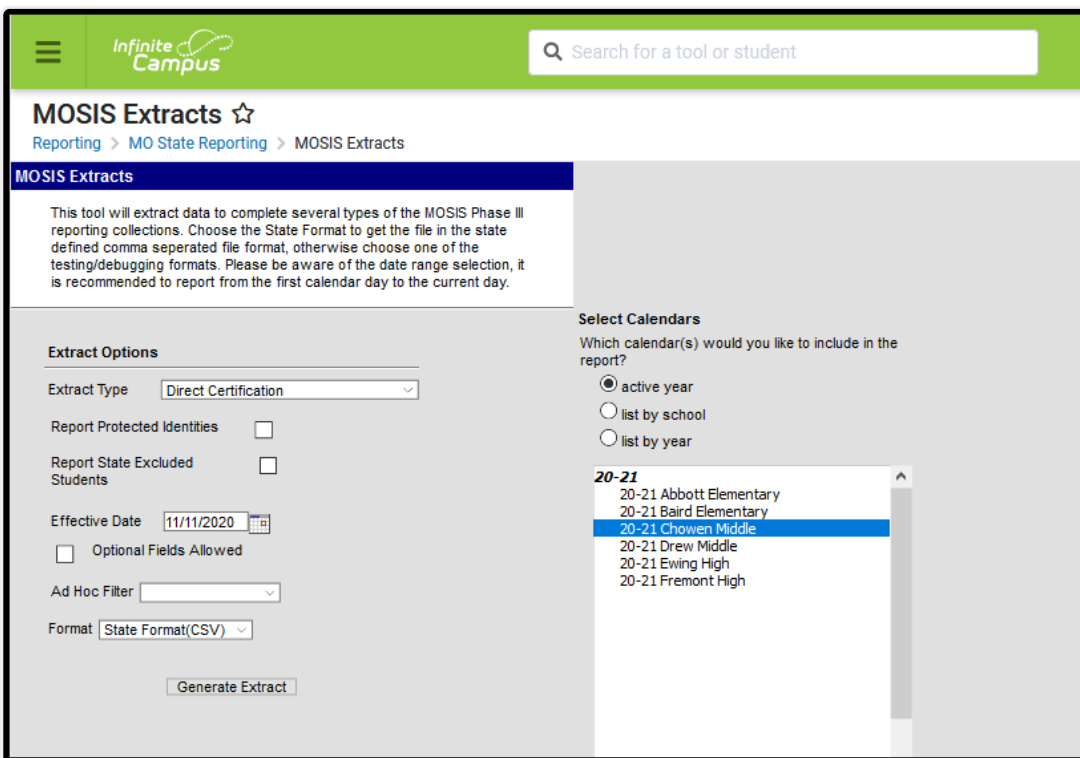 Infinite
Campus
Search for a tool or student
MOSIS Extracts
Reporting > MO State Reporting > MOSIS Extracts
MOSIS Extracts
This tool will extract data to complete several types of the MOSIS Phase III
reporting collections. Choose the State Format to get the file in the state
defined comma seperated file format, otherwise choose one of the
testing/debugging formats. Please be aware of the date range selection, it
is recommended to report from the first calendar day to the current day.
Extract Options
Extract Type Direct Certification
Report Protected Identities
Report State Excluded
Students
Effective Date 11/11/2020
Optional Fields Allowed
Ad Hoc Filter
Format State Format(CSV)
Generate Extract
Select Calendars
Which calendar(s) would you like to include in the
report?
active year
list by school
list by year
20-21
20-21 Abbott Elementary
20-21 Baird Elementary
20-21 Chowen Middle
20-21 Drew Middle
20-21 Ewing High
20-21 Fremont High